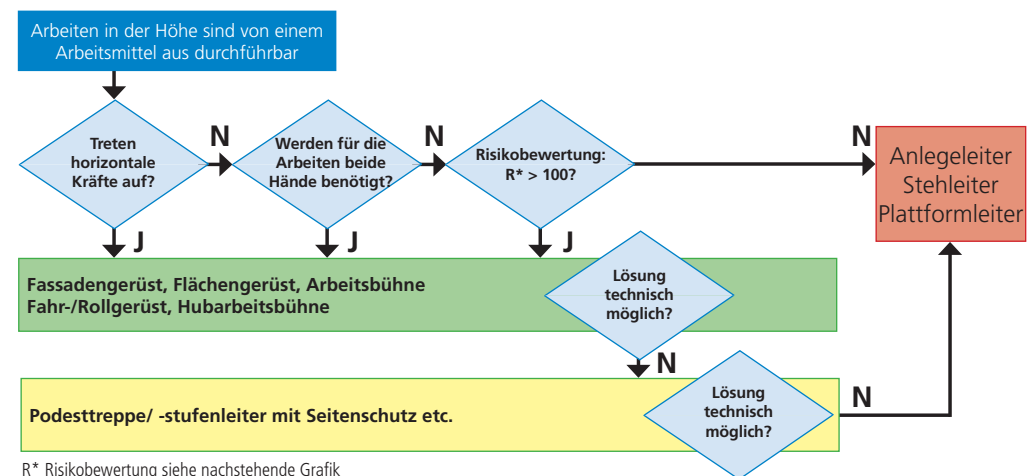 Arbeiten in der Höhe sind von einem
Arbeitsmittel aus durchführbar
Treten
horizontale
Kräfte auf?
N
Werden für die
Arbeiten beide
Hände benötigt?
N
Risikobewertung:
R* > 100?
N
Anlegeleiter
Stehleiter
Plattformleiter
J
J
J
Fassadengerüst, Flächengerüst, Arbeitsbühne
Fahr-/Rollgerüst, Hubarbeitsbühne
Lösung
technisch
möglich?
N
Podesttreppe/ -stufenleiter mit Seitenschutz etc.
Lösung
technisch
möglich?
N
R* Risikobewertung siehe nachstehende Grafik